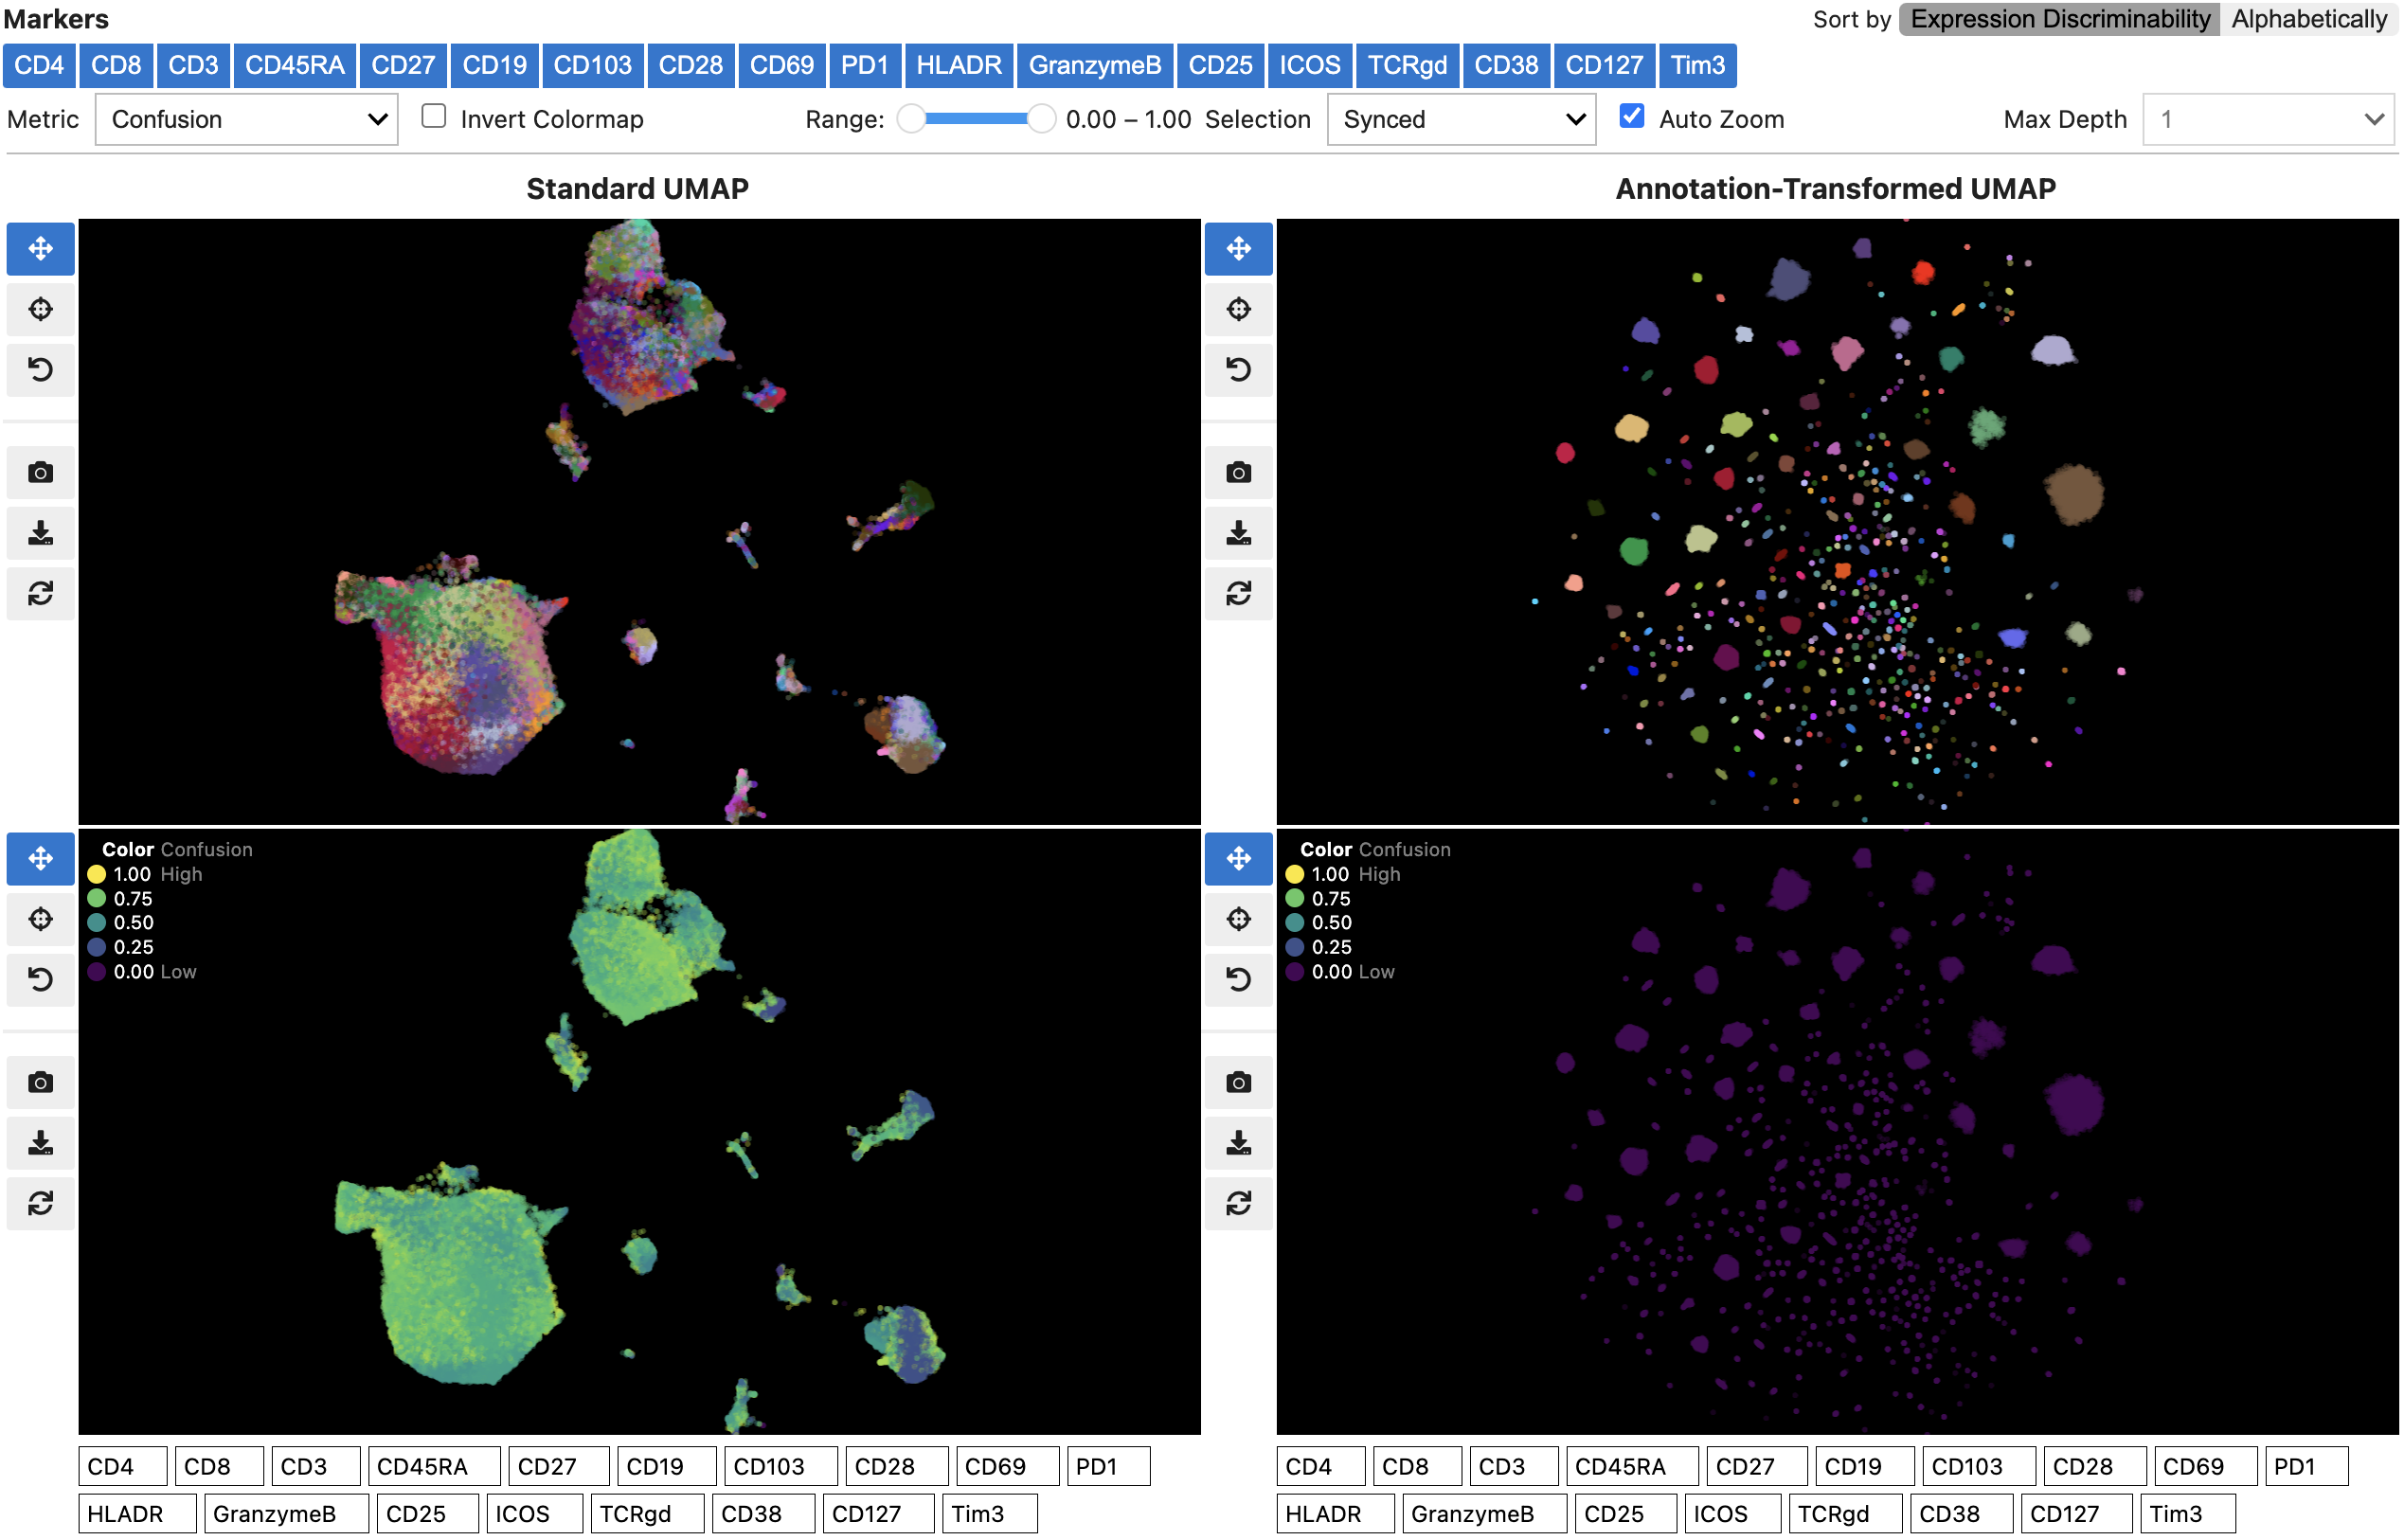 Markers
Sort by Expression Discriminability Alphabetically
CD4 CD8 CD3 CD45RA CD27 CD19 CD103 CD28 CD69 PD1 HLADR GranzymeB CD25 ICOS TCRgd CD38 CD127 Tim3
Metric Confusion Invert Colormap Range: 0.00 – 1.00 Selection Synced Auto Zoom Max Depth 1
Standard UMAP
Annotation-Transformed UMAP
Color Confusion
1.00 High
0.75
0.50
0.25
0.00 Low
Color Confusion
1.00 High
0.75
0.50
0.25
0.00 Low
CD4 CD8 CD3 CD45RA CD27 CD19 CD103 CD28 CD69 PD1
HLADR GranzymeB CD25 ICOS TCRgd CD38 CD127 Tim3
CD4 CD8 CD3 CD45RA CD27 CD19 CD103 CD28 CD69 PD1
HLADR GranzymeB CD25 ICOS TCRgd CD38 CD127 Tim3